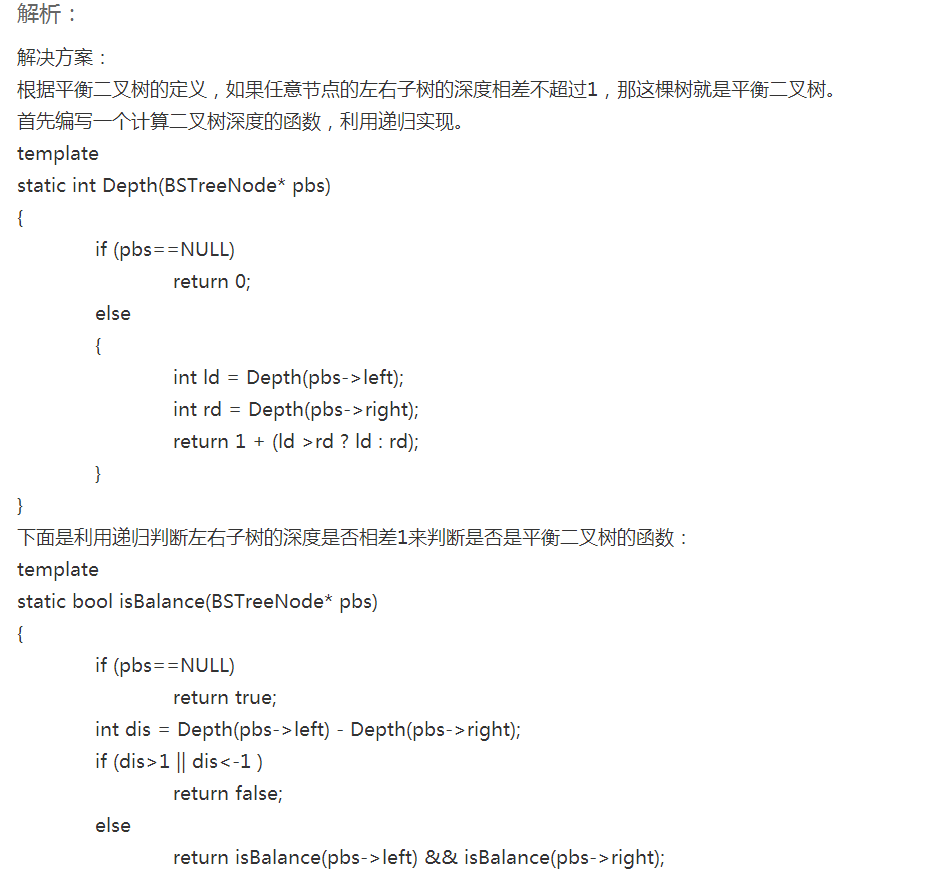 解析：
解决方案：
根据平衡二叉树的定义，如果任意节点的左右子树的深度相差不超过1，那这棵树就是平衡二叉树。
首先编写一个计算二叉树深度的函数，利用递归实现。
template
static int Depth(BSTreeNode* pbs)
{
if (pbs==NULL)
return 0;
else
{
int ld = Depth(pbs->left);
int rd = Depth(pbs->right);
return 1 + (ld >rd ? ld : rd);
}
}
下面是利用递归判断左右子树的深度是否相差1来判断是否是平衡二叉树的函数：
template
static bool isBalance(BSTreeNode* pbs)
{
if (pbs==NULL)
return true;
int dis = Depth(pbs->left) - Depth(pbs->right);
if (dis>1 || dis<-1 )
return false;
else
return isBalance(pbs->left) && isBalance(pbs->right);